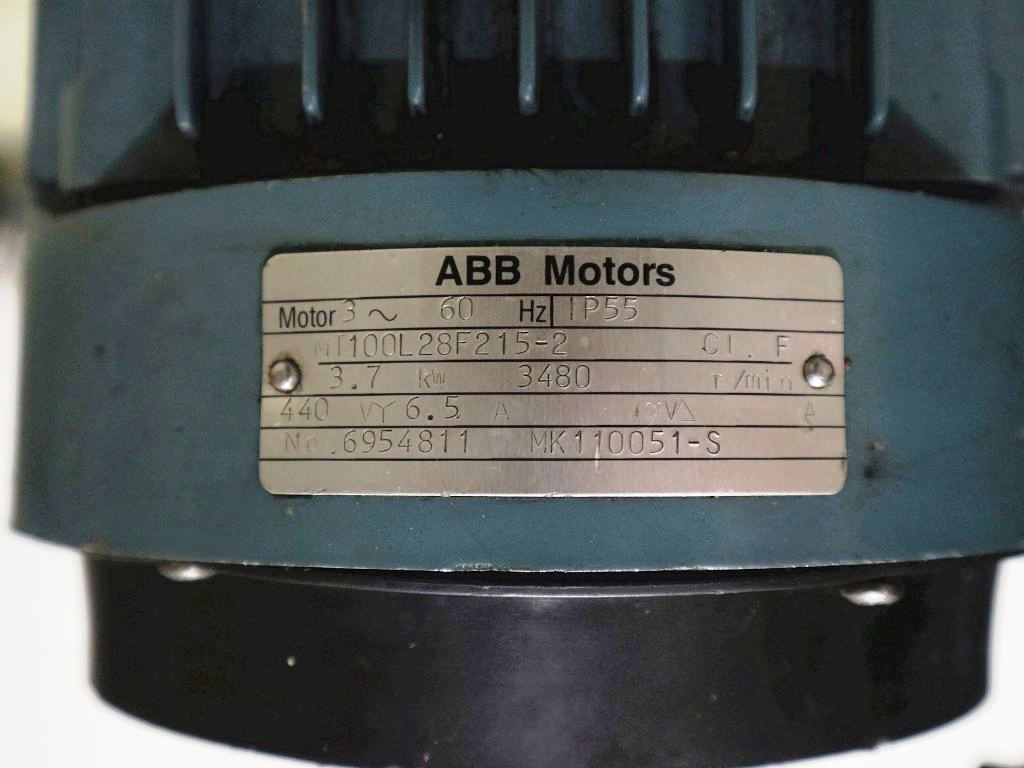 ABB Motors
Motor 3 ~ 60 Hz IP55
MT100L28F215-2 Cl. F
3.7 kW 3480 r/min
440 VY 6.5 A VΔ A
No.6954811 MK110051-S